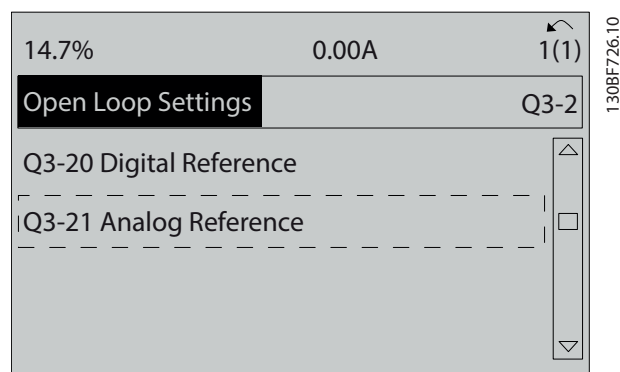 14.7% 0.00A 1(1)
Open Loop Settings Q3-2
Q3-20 Digital Reference
Q3-21 Analog Reference
130BF726.10